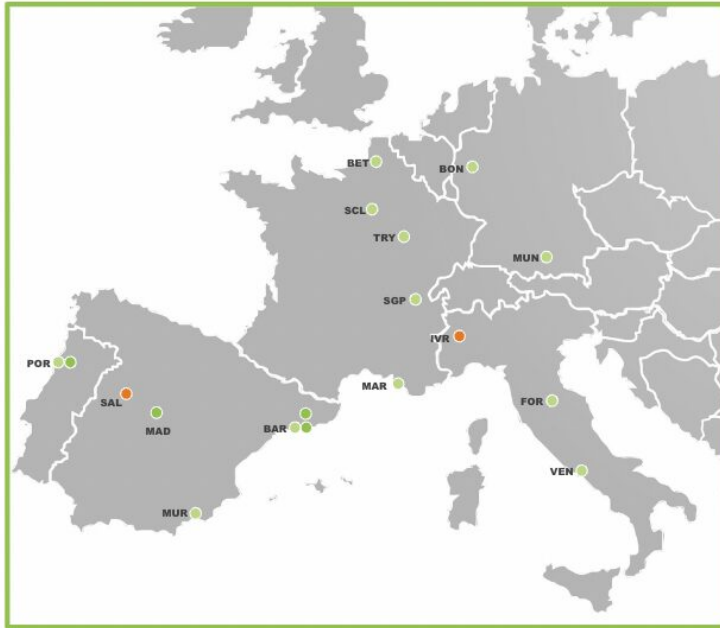 BET
BON
SCL
TRY
MUN
SGP
IVR
POR
MAR
SAL
FOR
MAD
BAR
VEN
MUR